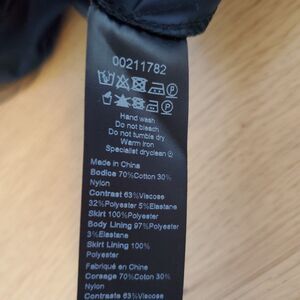 00211782
Hand wash
Do not bleach
Do not tumble dry
Warm iron
Specialist dryclean
Made in China
Bodice 70%Cotton 30%
Nylon
Contrast 63%Viscose
32%Polyester 5%Elastane
Skirt 100%Polyester
Body Lining 97%Polyester
3%Elastane
Skirt Lining 100%
Polyester
Fabriqué en Chine
Corsage 70%Coton 30%
Nylon
Contraste 63%Viscose